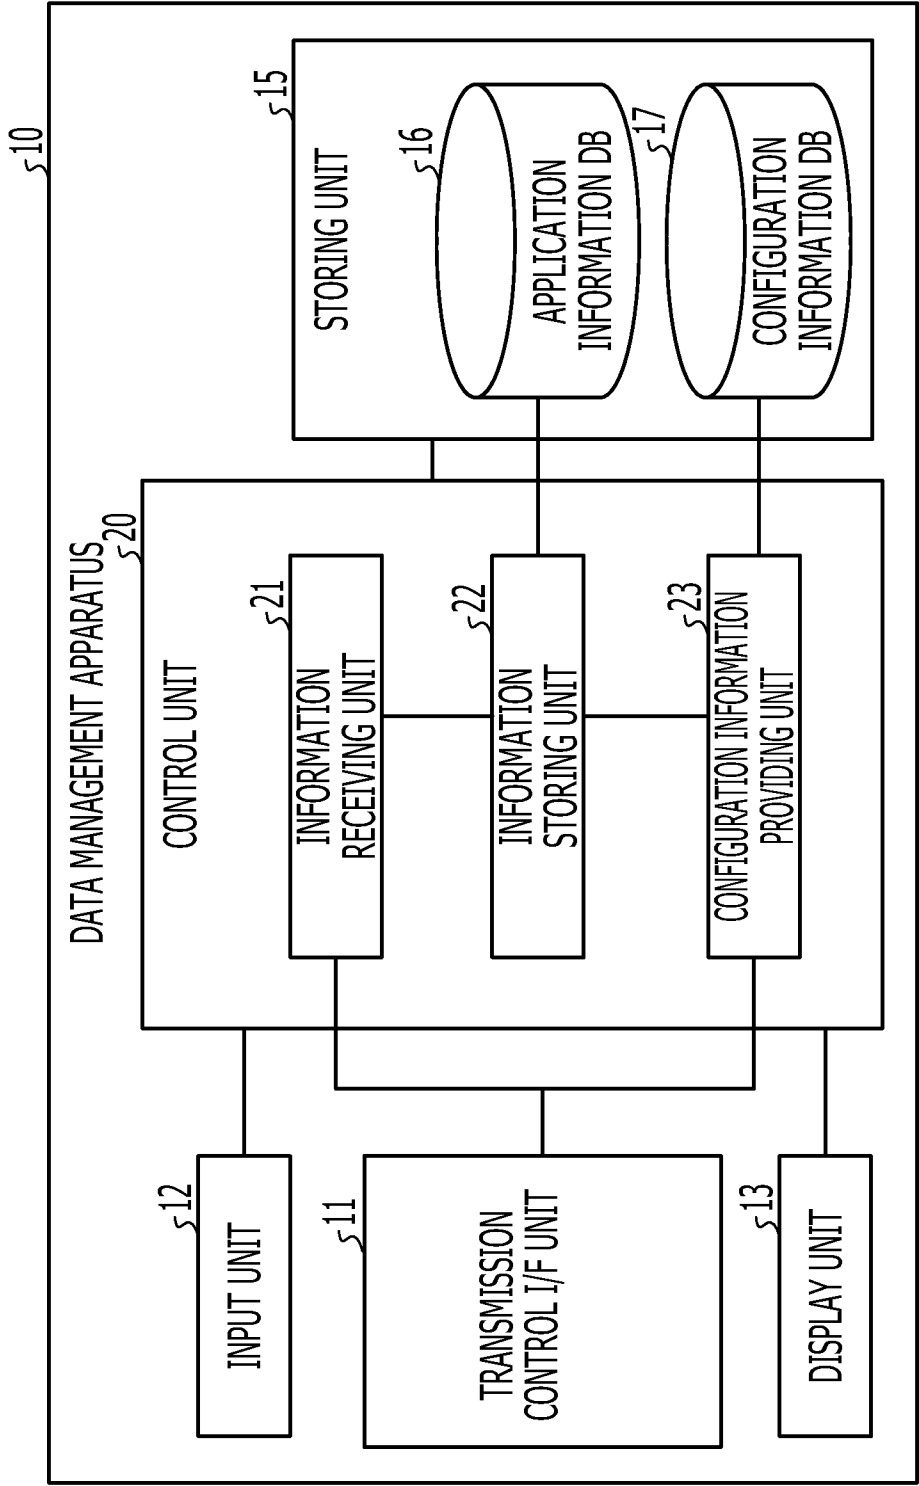 10
DATA MANAGEMENT APPARATUS
12
INPUT UNIT
11
TRANSMISSION
CONTROL I/F UNIT
13
DISPLAY UNIT
20
CONTROL UNIT
21
INFORMATION
RECEIVING UNIT
22
INFORMATION
STORING UNIT
23
CONFIGURATION INFORMATION
PROVIDING UNIT
15
STORING UNIT
16
APPLICATION
INFORMATION DB
17
CONFIGURATION
INFORMATION DB